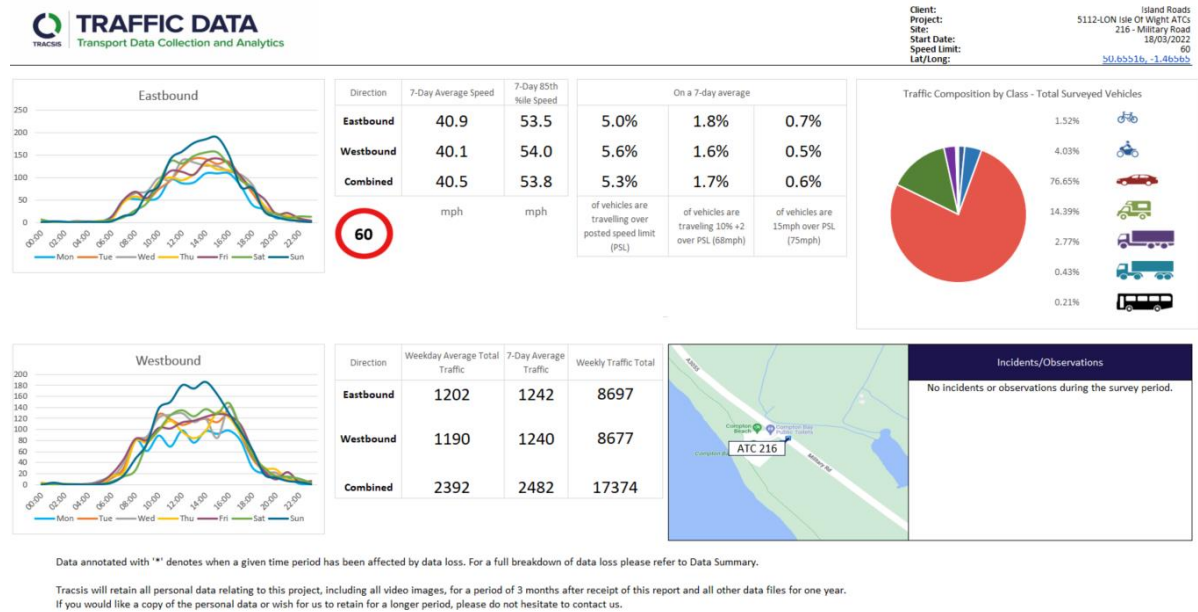 TRACSIS
TRAFFIC DATA
Transport Data Collection and Analytics
Client: Island Roads
Project: 5112-LON Isle Of Wight ATCs
Site: 216 - Military Road
Start Date: 18/03/2022
Speed Limit: 60
Lat/Long: 50.65516, -1.46565
Eastbound
250
200
150
100
50
0
00:00 02:00 04:00 06:00 08:00 10:00 12:00 14:00 16:00 18:00 20:00 22:00
Mon Tue Wed Thu Fri Sat Sun
Direction 7-Day Average Speed 7-Day 85th %ile Speed On a 7-day average
Eastbound 40.9 53.5 5.0% 1.8% 0.7%
Westbound 40.1 54.0 5.6% 1.6% 0.5%
Combined 40.5 53.8 5.3% 1.7% 0.6%
mph mph
of vehicles are
travelling over
posted speed limit
(PSL)
of vehicles are
traveling 10% +2
over PSL (68mph)
of vehicles are
15mph over PSL
(75mph)
60
Traffic Composition by Class - Total Surveyed Vehicles
1.52%
4.03%
76.65%
14.39%
2.77%
0.43%
0.21%
Westbound
200
180
160
140
120
100
80
60
40
20
0
00:00 02:00 04:00 06:00 08:00 10:00 12:00 14:00 16:00 18:00 20:00 22:00
Mon Tue Wed Thu Fri Sat Sun
Direction Weekday Average Total Traffic 7-Day Average Traffic Weekly Traffic Total
Eastbound 1202 1242 8697
Westbound 1190 1240 8677
Combined 2392 2482 17374
A3055
Compton
Beach
Compton Bay
Public Toilets
Compton Bay
ATC 216
Military Rd
Incidents/Observations
No incidents or observations during the survey period.
Data annotated with '*' denotes when a given time period has been affected by data loss. For a full breakdown of data loss please refer to Data Summary.
Tracsis will retain all personal data relating to this project, including all video images, for a period of 3 months after receipt of this report and all other data files for one year.
If you would like a copy of the personal data or wish for us to retain for a longer period, please do not hesitate to contact us.